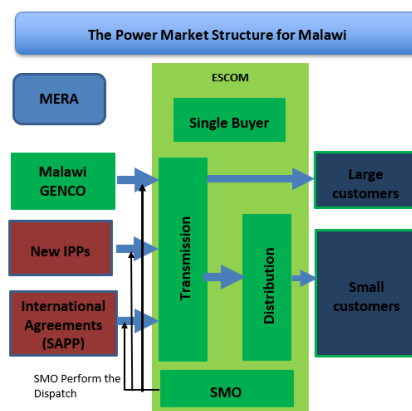 The Power Market Structure for Malawi
ESCOM
MERA
Single Buyer
Malawi
GENCO
Large
customers
New IPPs
Transmission
Distribution
Small
customers
International
Agreements
(SAPP)
SMO Perform the
Dispatch
SMO